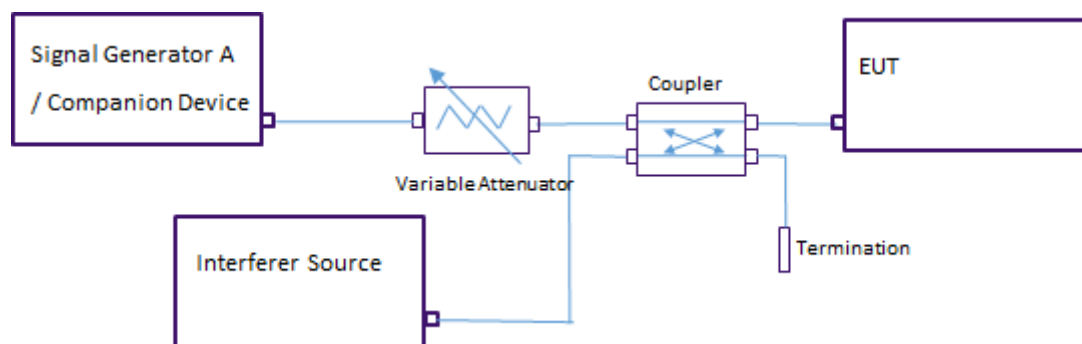 Signal Generator A
/ Companion Device
EUT
Coupler
Variable Attenuator
Interferer Source
Termination